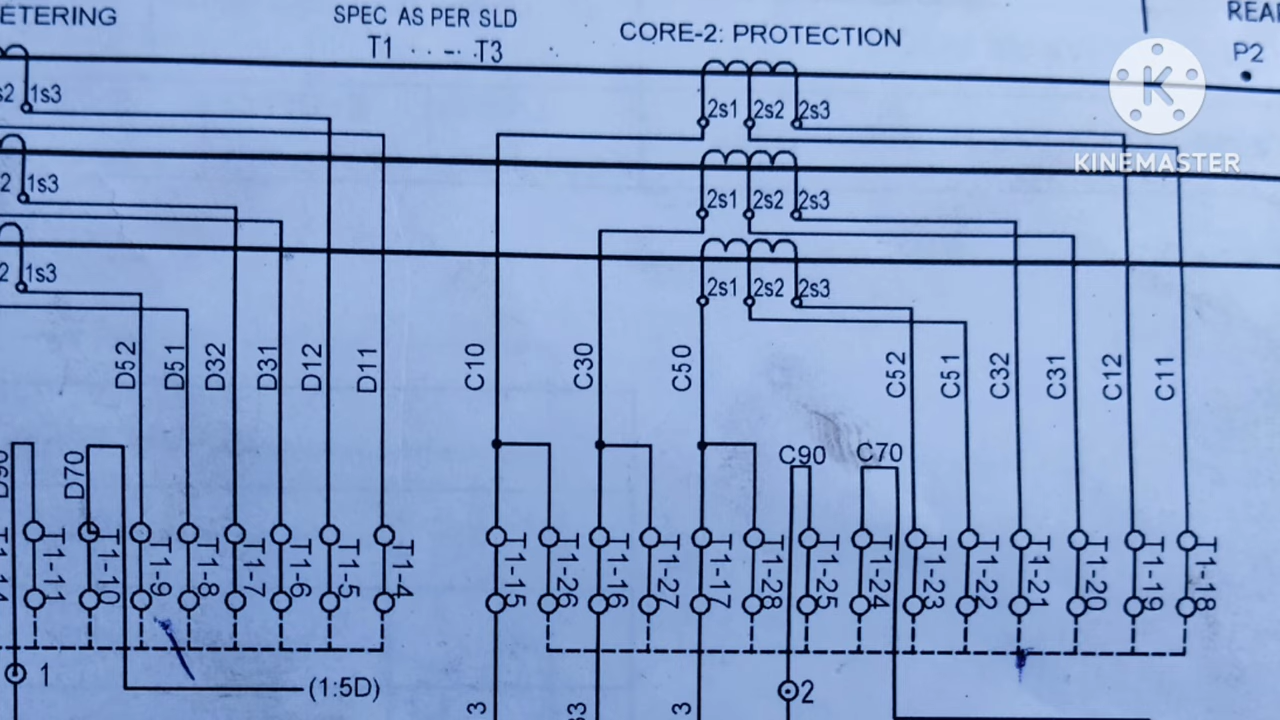 ETERING
SPEC AS PER SLD
T1 - - - T3
CORE-2: PROTECTION
REAR
P2
K
KINEMASTER
s2 1s3
2s1 2s2 2s3
2 1s3
2s1 2s2 2s3
2 1s3
2s1 2s2 2s3
D52 D51 D32 D31 D12 D11 C10 C30 C50 C52 C51 C32 C31 C12 C11
D90 D70 C90 C70
T1-14 T1-11 T1-10 T1-9 T1-8 T1-7 T1-6 T1-5 T1-4 T1-15 T1-26 T1-16 T1-27 T1-17 T1-28 T1-25 T1-24 T1-23 T1-22 T1-21 T1-20 T1-19 T1-18
1 (1:5D) 2
3 33 3